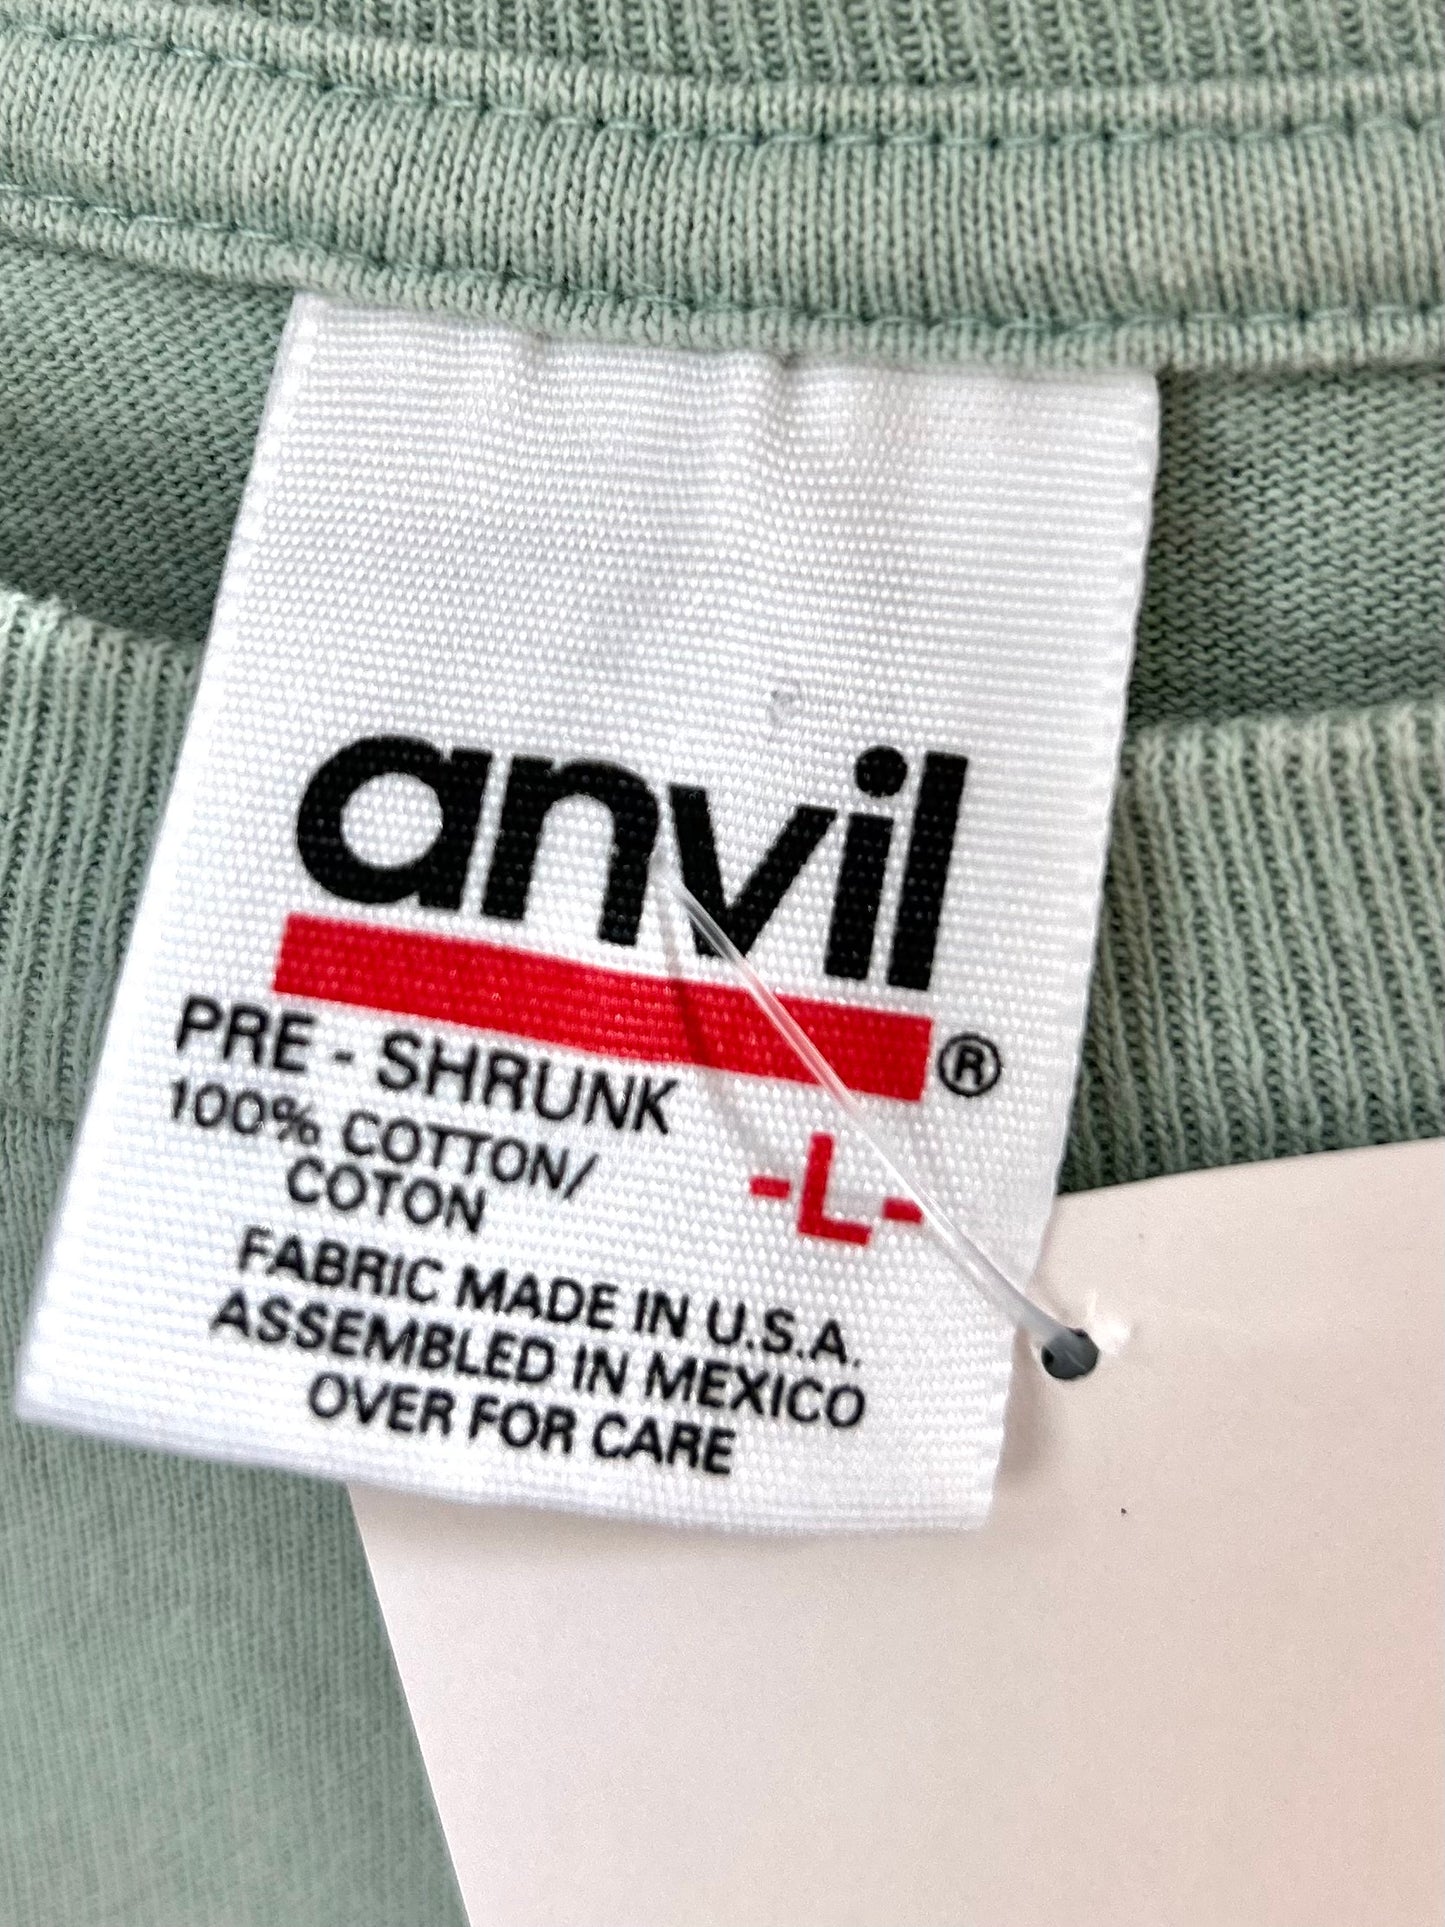 anvil®
PRE - SHRUNK
100% COTTON/
COTON
-L-
FABRIC MADE IN U.S.A.
ASSEMBLED IN MEXICO
OVER FOR CARE